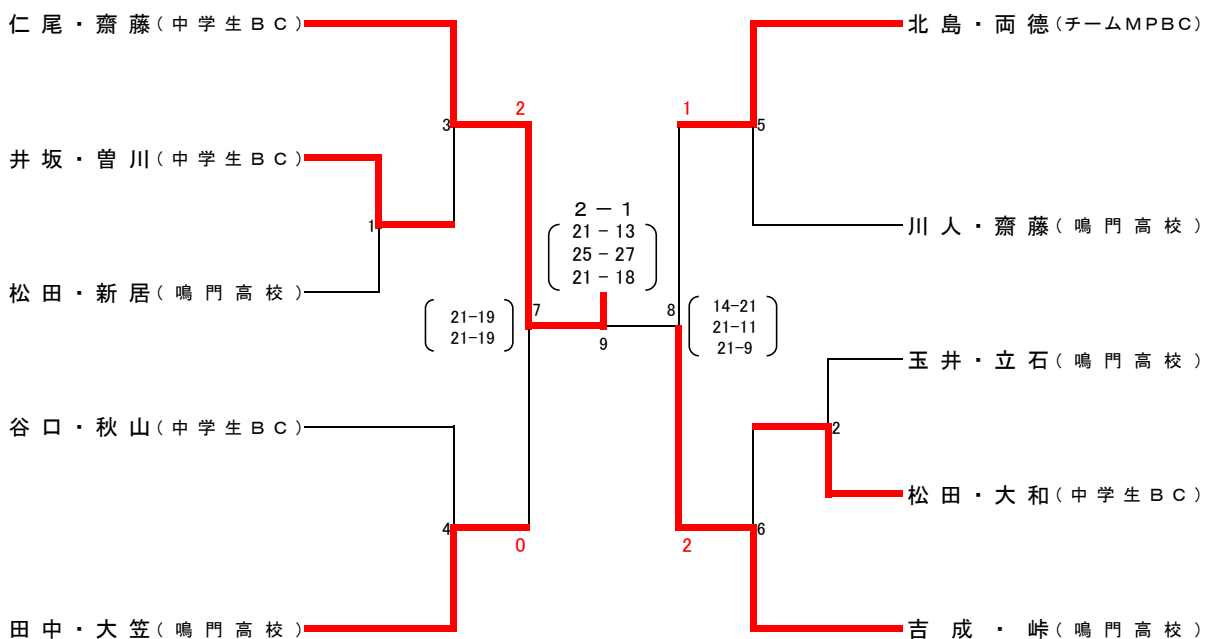 仁尾・齋藤(中学生BC)
北島・両德(チームMPBC)
2
1
3
5
井坂・曽川(中学生BC)
1
2－1
21－13
25－27
21－18
川人・齋藤(鳴門高校)
松田・新居(鳴門高校)
21-19
21-19
7
9
8
14-21
21-11
21-9
玉井・立石(鳴門高校)
谷口・秋山(中学生BC)
2
松田・大和(中学生BC)
4
0
2
6
田中・大笠(鳴門高校)
吉成・峠(鳴門高校)